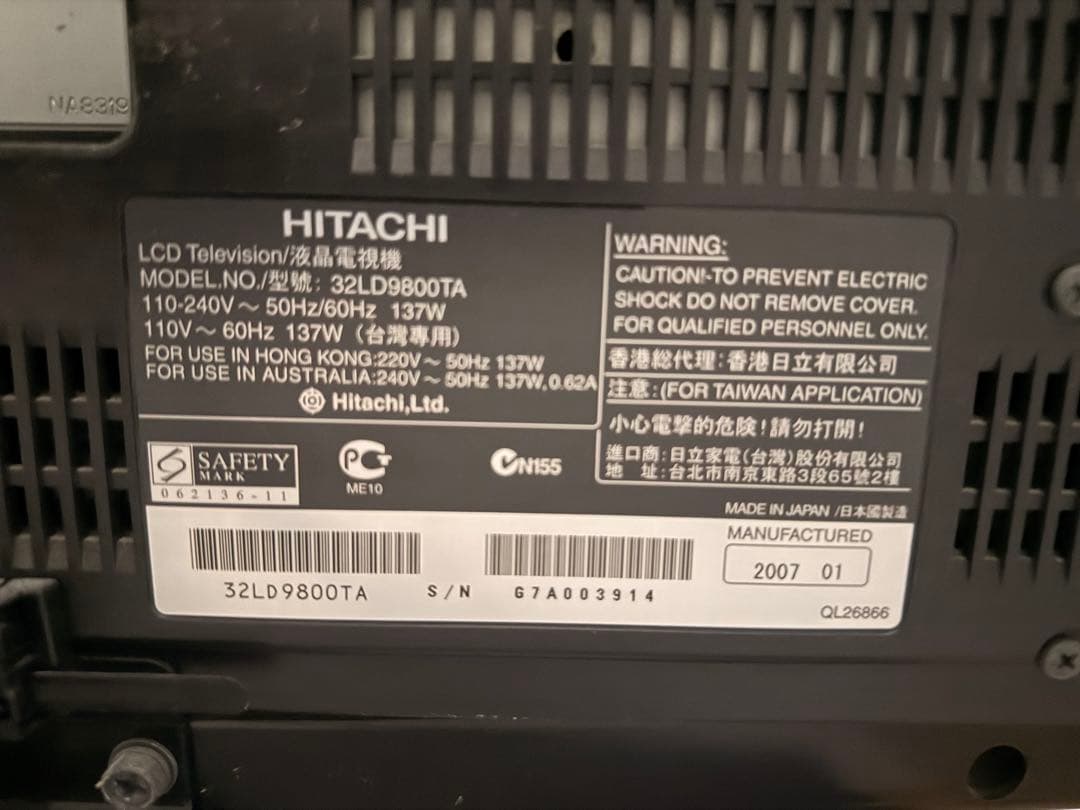 NA8319
HITACHI
LCD Television/液晶電視機
MODEL.NO./型號: 32LD9800TA
110-240V～ 50Hz/60Hz 137W
110V～ 60Hz 137W (台灣專用)
FOR USE IN HONG KONG:220V～ 50Hz 137W
FOR USE IN AUSTRALIA:240V～ 50Hz 137W,0.62A
Hitachi,Ltd.
WARNING:
CAUTION!-TO PREVENT ELECTRIC
SHOCK DO NOT REMOVE COVER.
FOR QUALIFIED PERSONNEL ONLY.
香港総代理:香港日立有限公司
注意:(FOR TAIWAN APPLICATION)
小心電擊的危険!請勿打開!
進口商:日立家電(台灣)股份有限公司
地 址:台北市南京東路3段65號2樓
SAFETY
MARK
062136-11
ME10
N155
MADE IN JAPAN /日本國製造
32LD9800TA S/N G7A003914
MANUFACTURED
2007 01
QL26866